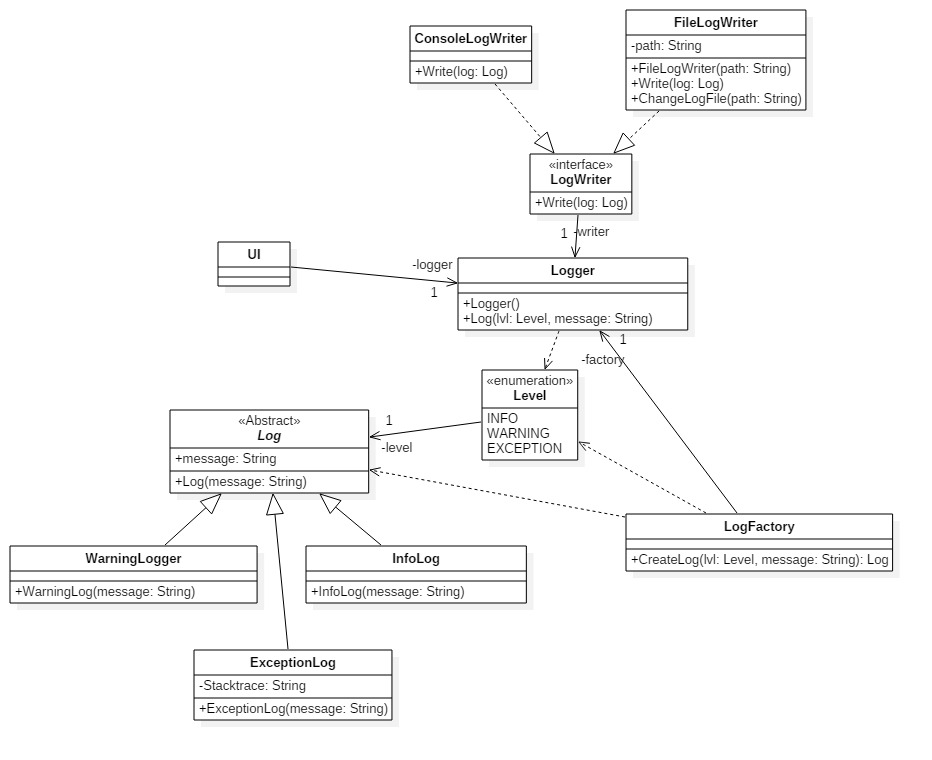 ConsoleLogWriter
+Write(log: Log)
FileLogWriter
-path: String
+FileLogWriter(path: String)
+Write(log: Log)
+ChangeLogFile(path: String)
«interface»
LogWriter
+Write(log: Log)
1
-writer
UI
-logger
1
Logger
+Logger()
+Log(lvl: Level, message: String)
1
-factory
«enumeration»
Level
INFO
WARNING
EXCEPTION
1
-level
«Abstract»
Log
+message: String
+Log(message: String)
LogFactory
+CreateLog(lvl: Level, message: String): Log
WarningLogger
+WarningLog(message: String)
InfoLog
+InfoLog(message: String)
ExceptionLog
-Stacktrace: String
+ExceptionLog(message: String)